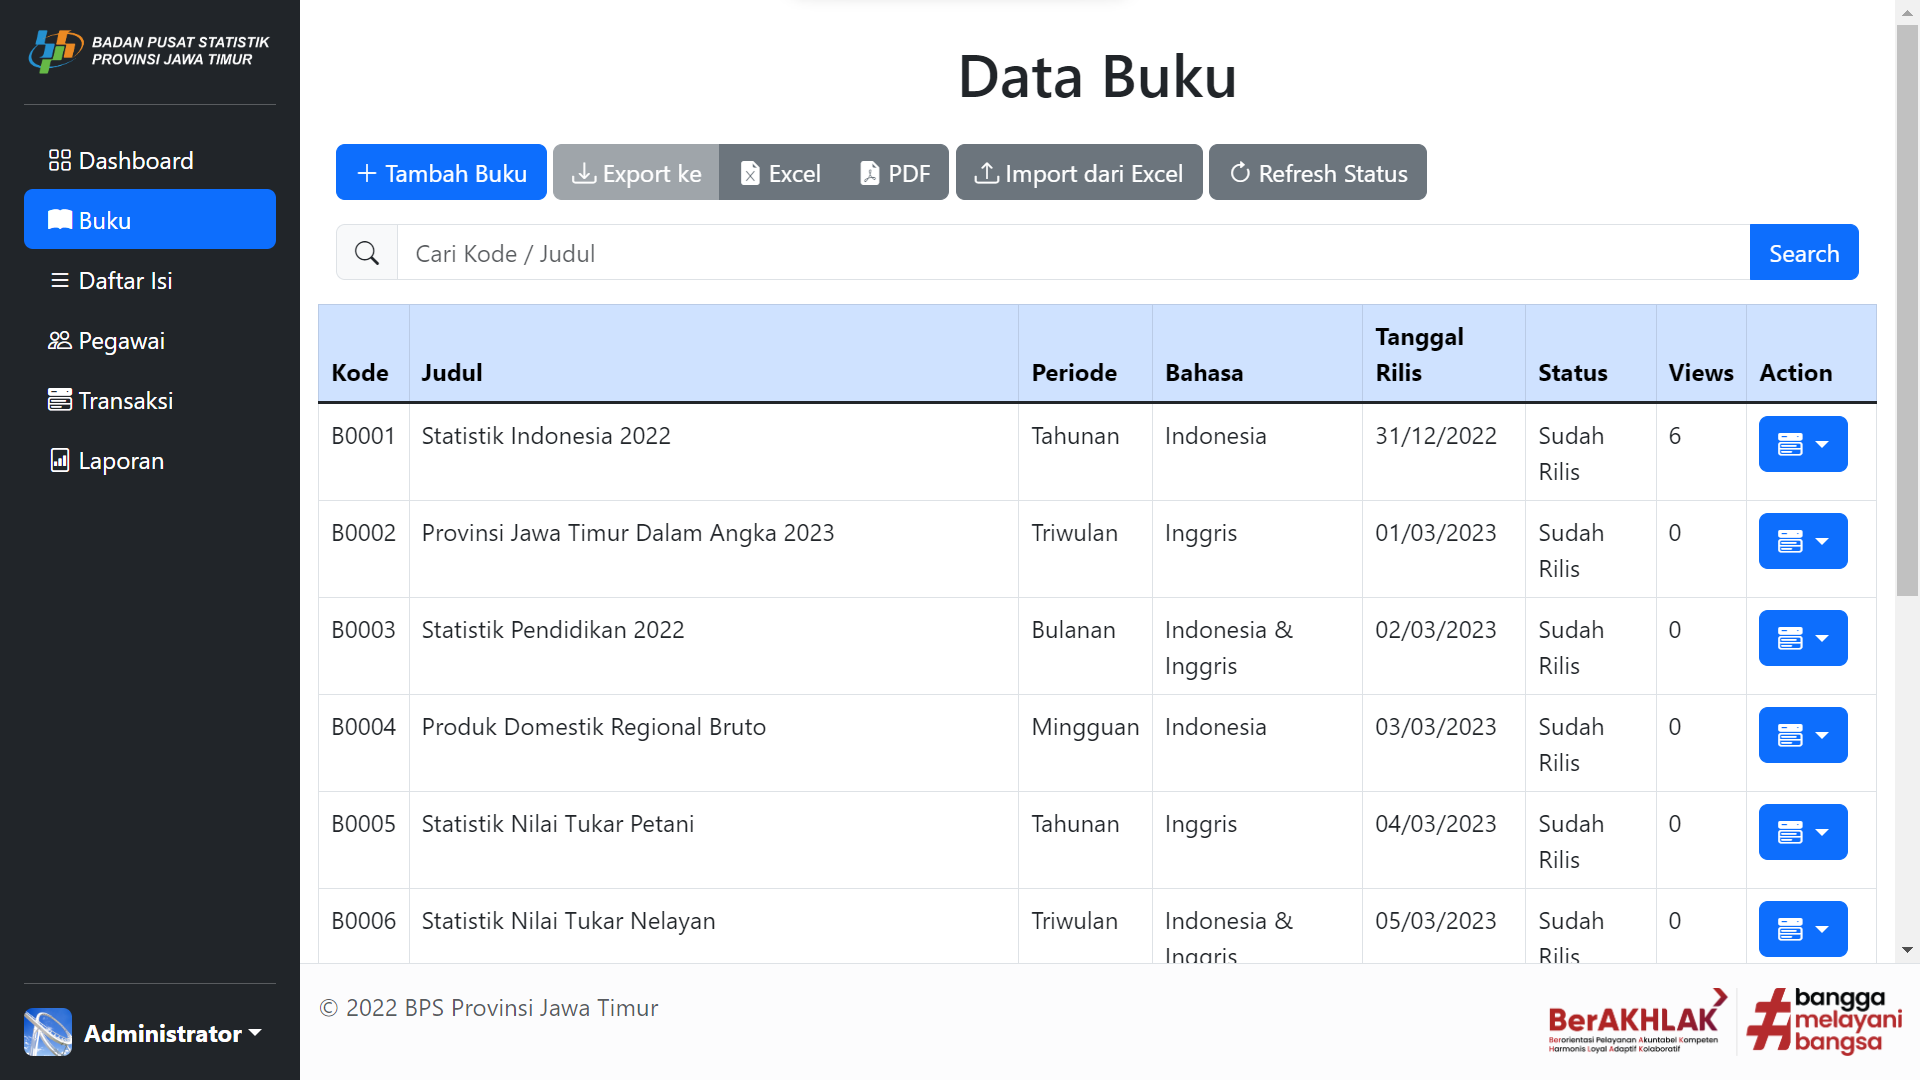 BADAN PUSAT STATISTIK
PROVINSI JAWA TIMUR
Dashboard
Buku
Daftar Isi
Pegawai
Transaksi
Laporan
Administrator
Data Buku
Tambah Buku Export ke Excel PDF Import dari Excel Refresh Status
Cari Kode / Judul Search
Kode Judul Periode Bahasa Tanggal Rilis Status Views Action
B0001 Statistik Indonesia 2022 Tahunan Indonesia 31/12/2022 Sudah Rilis 6
B0002 Provinsi Jawa Timur Dalam Angka 2023 Triwulan Inggris 01/03/2023 Sudah Rilis 0
B0003 Statistik Pendidikan 2022 Bulanan Indonesia & Inggris 02/03/2023 Sudah Rilis 0
B0004 Produk Domestik Regional Bruto Mingguan Indonesia 03/03/2023 Sudah Rilis 0
B0005 Statistik Nilai Tukar Petani Tahunan Inggris 04/03/2023 Sudah Rilis 0
B0006 Statistik Nilai Tukar Nelayan Triwulan Indonesia & Inggris 05/03/2023 Sudah Rilis 0
© 2022 BPS Provinsi Jawa Timur
BerAKHLAK
Berorientasi Pelayanan Akuntabel Kompeten
Harmonis Loyal Adaptif Kolaboratif
#bangga
melayani
bangsa